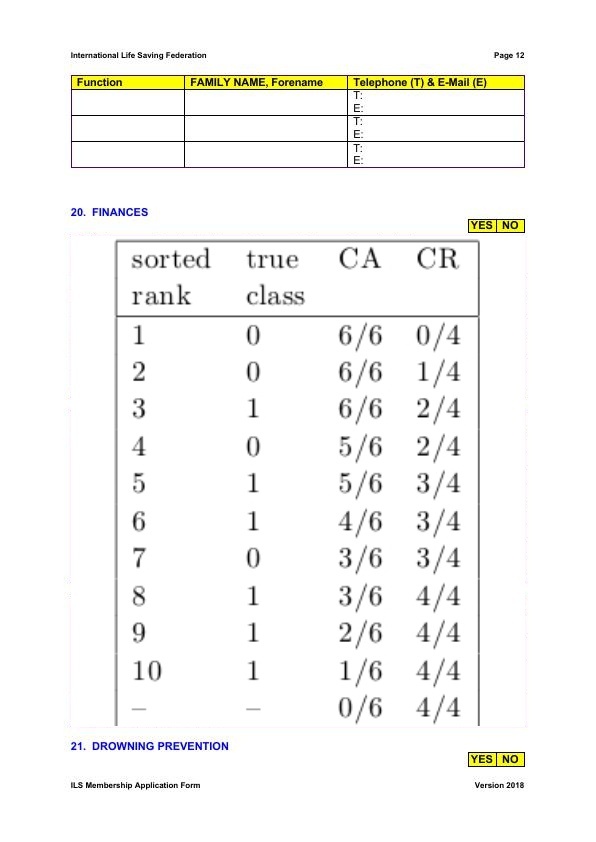 International Life Saving Federation Page 12
Function FAMILY NAME, Forename Telephone (T) & E-Mail (E)
T:
E:
T:
E:
T:
E:
20. FINANCES
YES NO
sorted true CA CR
rank class
1 0 6/6 0/4
2 0 6/6 1/4
3 1 6/6 2/4
4 0 5/6 2/4
5 1 5/6 3/4
6 1 4/6 3/4
7 0 3/6 3/4
8 1 3/6 4/4
9 1 2/6 4/4
10 1 1/6 4/4
– – 0/6 4/4
21. DROWNING PREVENTION
YES NO
ILS Membership Application Form Version 2018